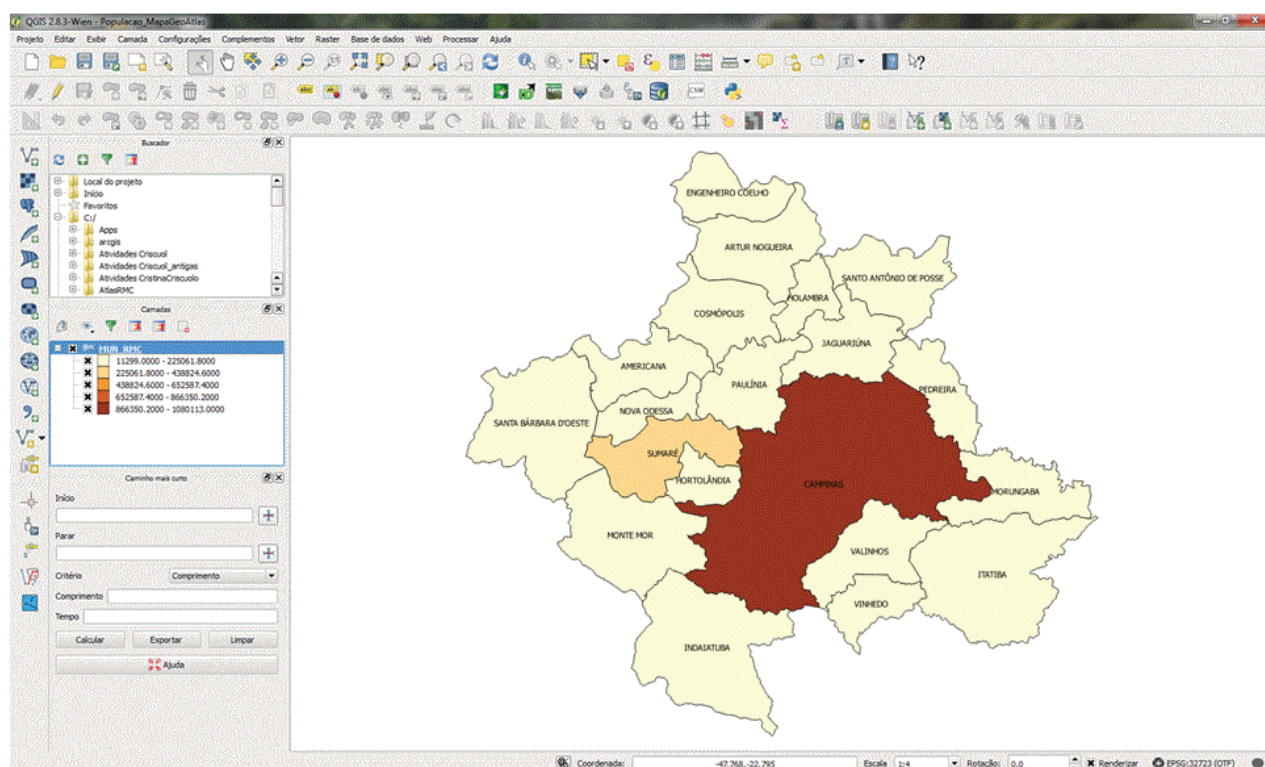 QGIS 2.8.3-Wien - Populacao_MapaGeoAtlas
Projeto Editar Exibir Camada Configurações Complementos Vetor Raster Base de dados Web Processar Ajuda
CSW
Buscador
Local do projeto
Início
Favoritos
C:/
Apps
arcgis
Atividades Criscuol
Atividades Criscuol_antigas
Atividades CristinaCriscuolo
AtlasRMC
Camadas
MUN_RMC
11299.0000 - 225061.8000
225061.8000 - 438824.6000
438824.6000 - 652587.4000
652587.4000 - 866350.2000
866350.2000 - 1080113.0000
Caminho mais curto
Início
Parar
Critério Comprimento
Comprimento
Tempo
Calcular Exportar Limpar
Ajuda
ENGENHEIRO COELHO
ARTUR NOGUEIRA
SANTO ANTÔNIO DE POSSE
HOLAMBRA
COSMÓPOLIS
JAGUARIÚNA
AMERICANA
PAULÍNIA
PEDREIRA
NOVA ODESSA
SANTA BÁRBARA D'OESTE
SUMARÉ
HORTOLÂNDIA
CAMPINAS
MORUNGABA
MONTE MOR
VALINHOS
ITATIBA
VINHEDO
INDAIATUBA
Coordenada: -47.768,-22.795 Escala 1:4 Rotação: 0,0 Renderizar EPSG:32723 (OTF)